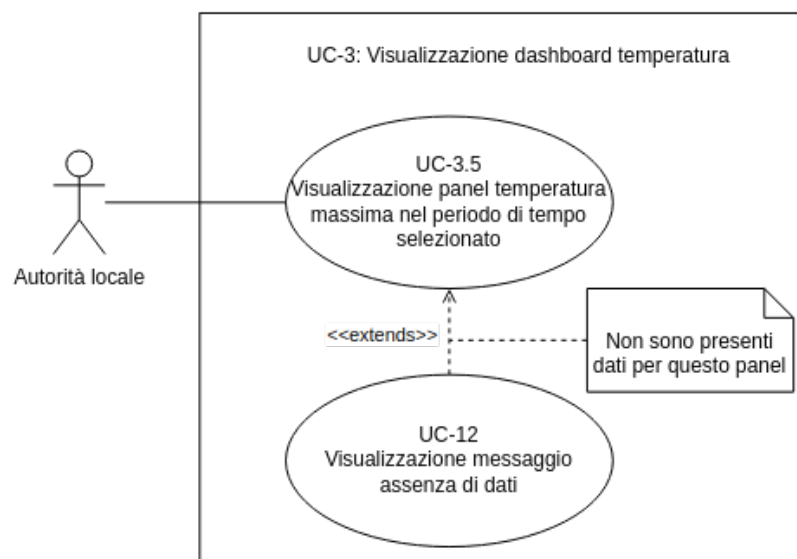 UC-3: Visualizzazione dashboard temperatura
UC-3.5
Visualizzazione panel temperatura
massima nel periodo di tempo
selezionato
Autorità locale
<<extends>>
Non sono presenti
dati per questo panel
UC-12
Visualizzazione messaggio
assenza di dati